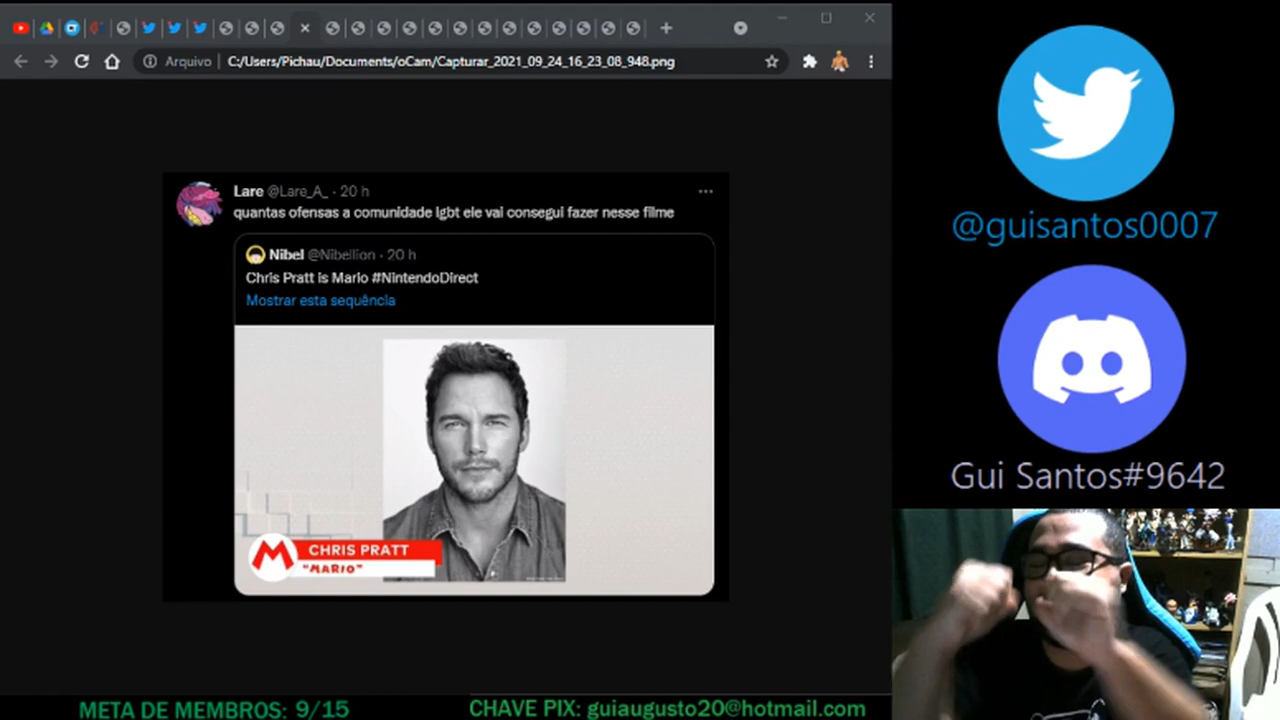 Arquivo
C:/Users/Pichau/Documents/oCam/Capturar_2021_09_24_16_23_08_948.png
Lare @Lare_A_ · 20 h
quantas ofensas a comunidade lgbt ele vai consegui fazer nesse filme
Nibel @Nibellion · 20 h
Chris Pratt is Mario #NintendoDirect
Mostrar esta sequência
M
CHRIS PRATT
"MARIO"
@guisantos0007
Gui Santos#9642
META DE MEMBROS: 9/15
CHAVE PIX: guiaugusto20@hotmail.com